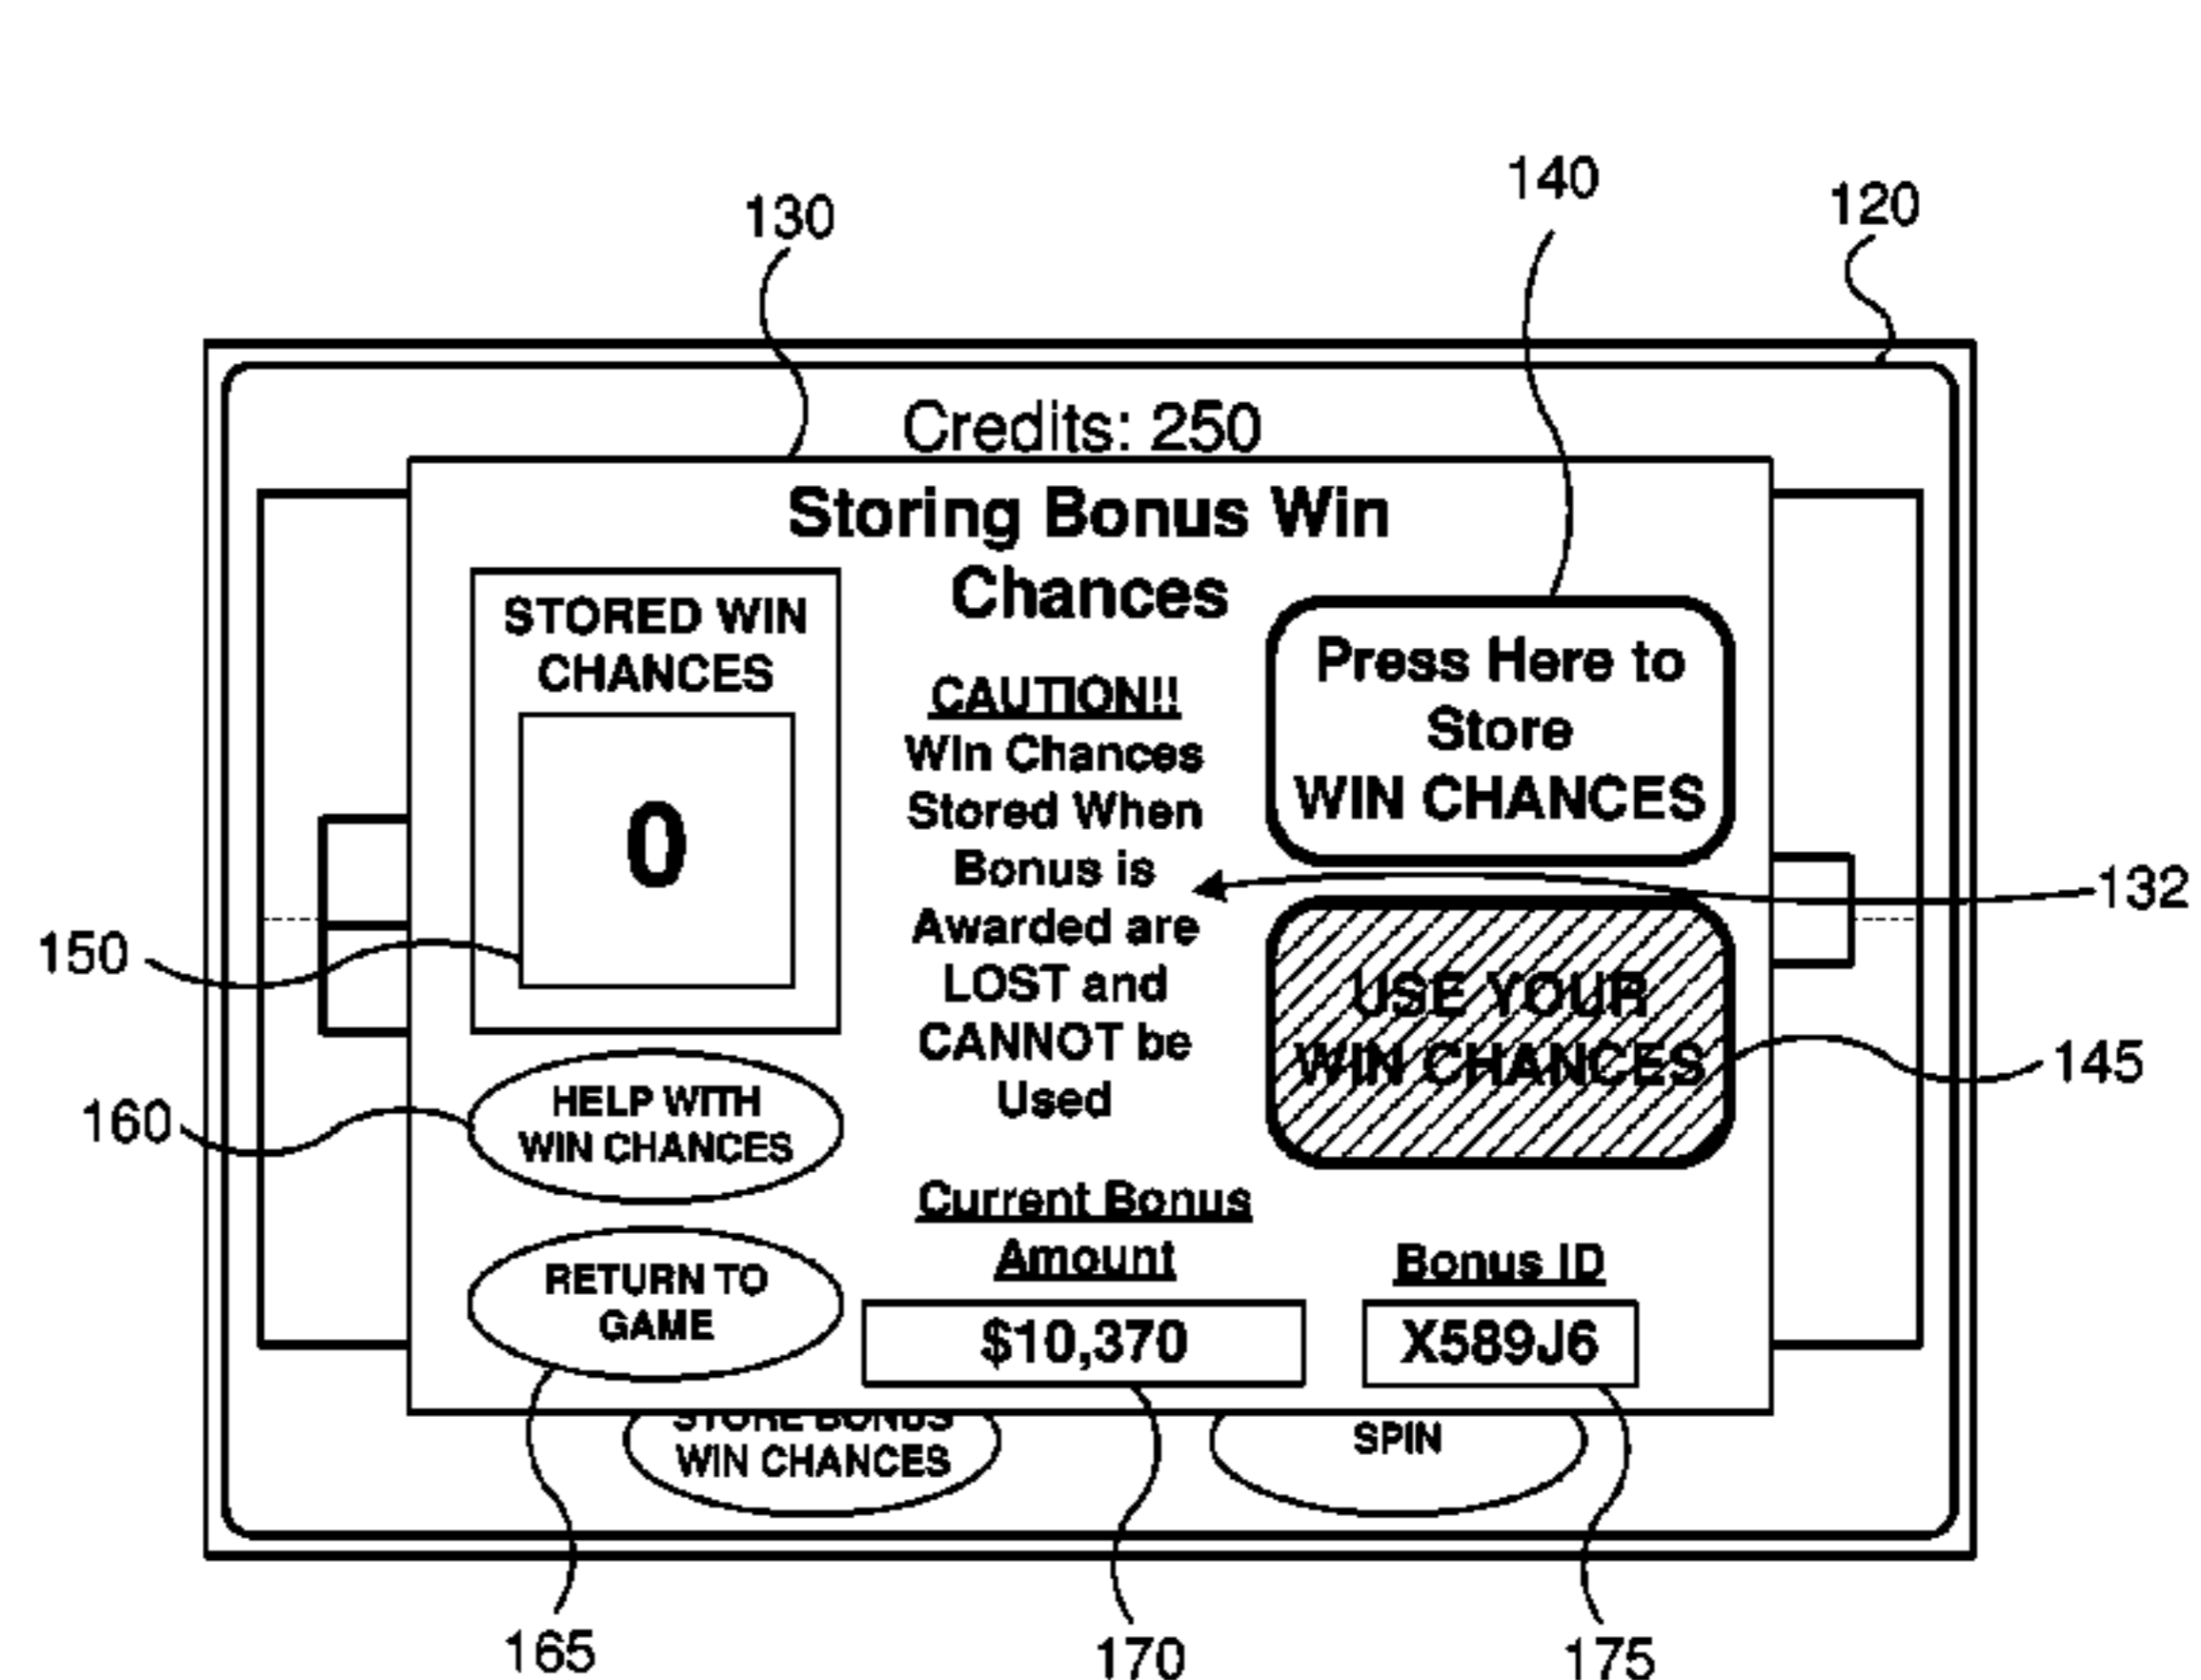 140
130
120
Credits: 250
Storing Bonus Win
Chances
STORED WIN
CHANCES
0
CAUTION!!
Win Chances
Stored When
Bonus is
Awarded are
LOST and
CANNOT be
Used
Press Here to
Store
WIN CHANCES
132
150
USE YOUR
WIN CHANCES
145
160
HELP WITH
WIN CHANCES
RETURN TO
GAME
Current Bonus
Amount
$10,370
Bonus ID
X589J6
STORE BONUS
WIN CHANCES
SPIN
165
170
175